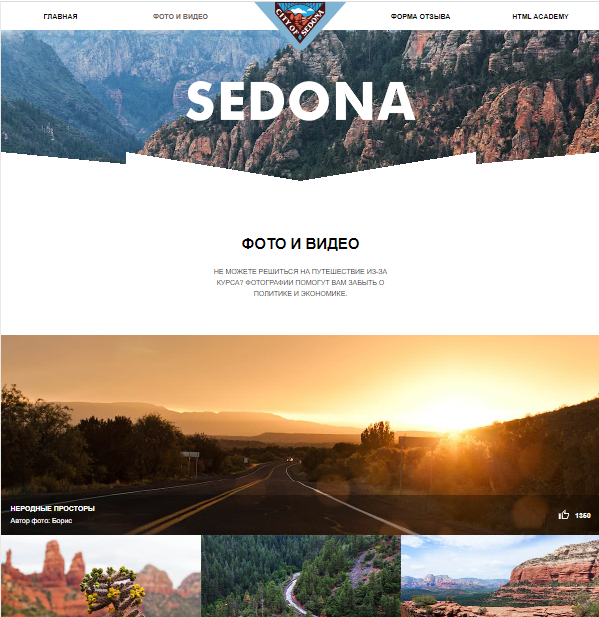 ГЛАВНАЯ
ФОТО И ВИДЕО
CITY OF SEDONA
ФОРМА ОТЗЫВА
HTML ACADEMY
SEDONA
ФОТО И ВИДЕО
НЕ МОЖЕТЕ РЕШИТЬСЯ НА ПУТЕШЕСТВИЕ ИЗ-ЗА
КУРСА? ФОТОГРАФИИ ПОМОГУТ ВАМ ЗАБЫТЬ О
ПОЛИТИКЕ И ЭКОНОМИКЕ.
НЕРОДНЫЕ ПРОСТОРЫ
Автор фото: Борис
1350